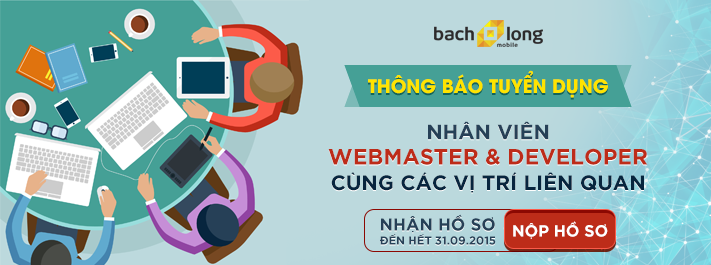 bach long
mobile
THÔNG BÁO TUYỂN DỤNG
NHÂN VIÊN
WEBMASTER & DEVELOPER
CÙNG CÁC VỊ TRÍ LIÊN QUAN
NHẬN HỒ SƠ
ĐẾN HẾT 31.09.2015
NỘP HỒ SƠ